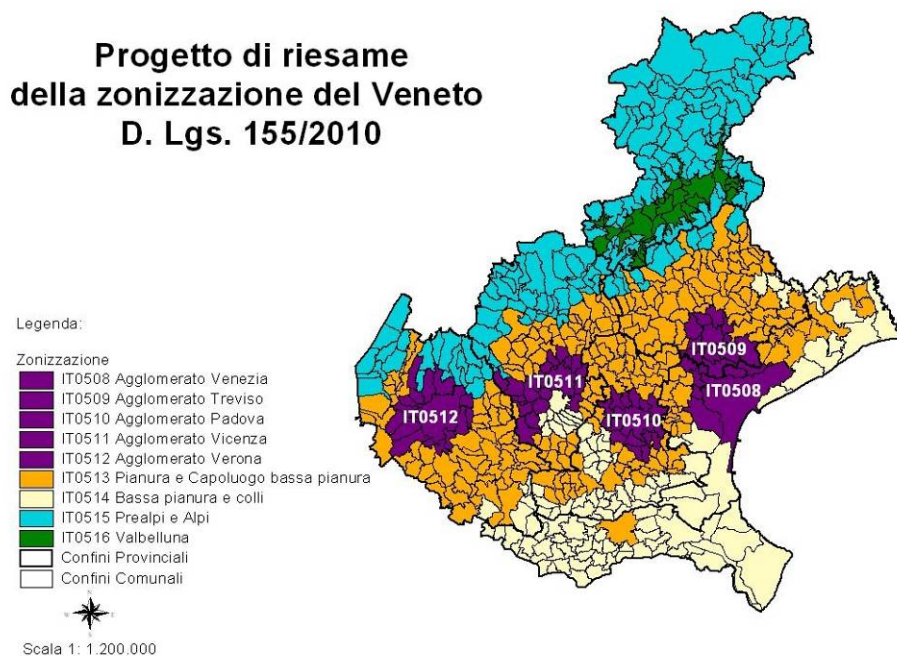 Progetto di riesame
della zonizzazione del Veneto
D. Lgs. 155/2010
IT0509
IT0511
IT0508
IT0512
IT0510
Legenda:
Zonizzazione
IT0508 Agglomerato Venezia
IT0509 Agglomerato Treviso
IT0510 Agglomerato Padova
IT0511 Agglomerato Vicenza
IT0512 Agglomerato Verona
IT0513 Pianura e Capoluogo bassa pianura
IT0514 Bassa pianura e colli
IT0515 Prealpi e Alpi
IT0516 Valbelluna
Confini Provinciali
Confini Comunali
Scala 1: 1.200.000